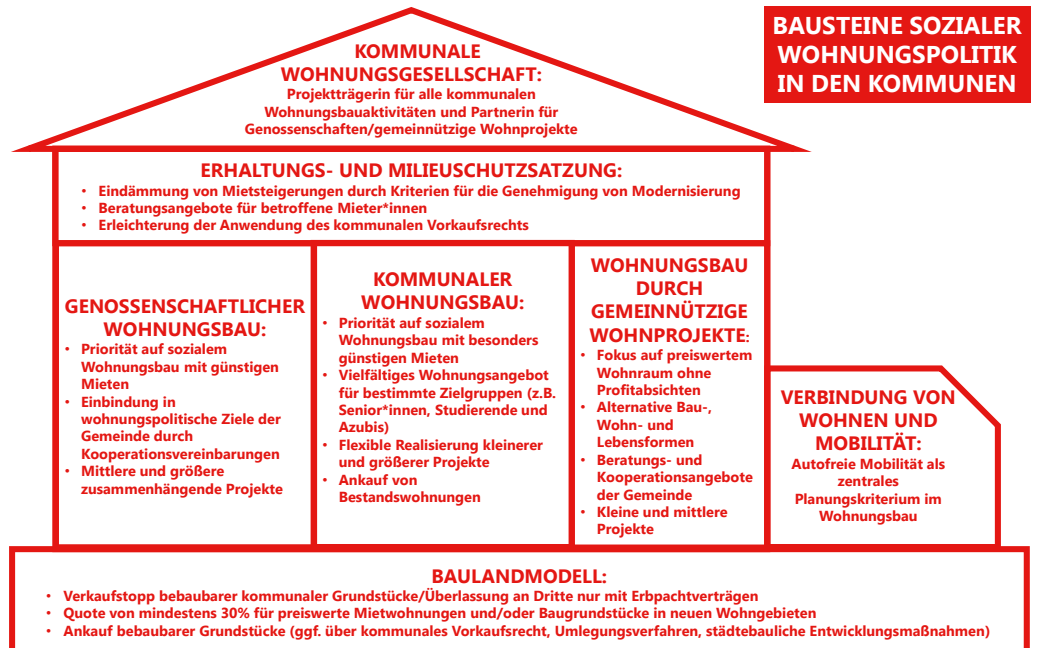 BAUSTEINE SOZIALER
WOHNUNGSPOLITIK
IN DEN KOMMUNEN
KOMMUNALE
WOHNUNGSGESELLSCHAFT:
Projektträgerin für alle kommunalen
Wohnungsbauaktivitäten und Partnerin für
Genossenschaften/gemeinnützige Wohnprojekte
ERHALTUNGS- UND MILIEUSCHUTZSATZUNG:
• Eindämmung von Mietsteigerungen durch Kriterien für die Genehmigung von Modernisierung
• Beratungsangebote für betroffene Mieter*innen
• Erleichterung der Anwendung des kommunalen Vorkaufsrechts
GENOSSENSCHAFTLICHER
WOHNUNGSBAU:
• Priorität auf sozialem
Wohnungsbau mit günstigen
Mieten
• Einbindung in
wohnungspolitische Ziele der
Gemeinde durch
Kooperationsvereinbarungen
• Mittlere und größere
zusammenhängende Projekte
KOMMUNALER
WOHNUNGSBAU:
• Priorität auf sozialem
Wohnungsbau mit besonders
günstigen Mieten
• Vielfältiges Wohnungsangebot
für bestimmte Zielgruppen (z.B.
Senior*innen, Studierende und
Azubis)
• Flexible Realisierung kleinerer
und größerer Projekte
• Ankauf von
Bestandswohnungen
WOHNUNGSBAU
DURCH
GEMEINNÜTZIGE
WOHNPROJEKTE:
• Fokus auf preiswertem
Wohnraum ohne
Profitabsichten
• Alternative Bau-,
Wohn- und
Lebensformen
• Beratungs- und
Kooperationsangebote
der Gemeinde
• Kleine und mittlere
Projekte
VERBINDUNG VON
WOHNEN UND
MOBILITÄT:
Autofreie Mobilität als
zentrales
Planungskriterium im
Wohnungsbau
BAULANDMODELL:
• Verkaufstopp bebaubarer kommunaler Grundstücke/Überlassung an Dritte nur mit Erbpachtverträgen
• Quote von mindestens 30% für preiswerte Mietwohnungen und/oder Baugrundstücke in neuen Wohngebieten
• Ankauf bebaubarer Grundstücke (ggf. über kommunales Vorkaufsrecht, Umlegungsverfahren, städtebauliche Entwicklungsmaßnahmen)